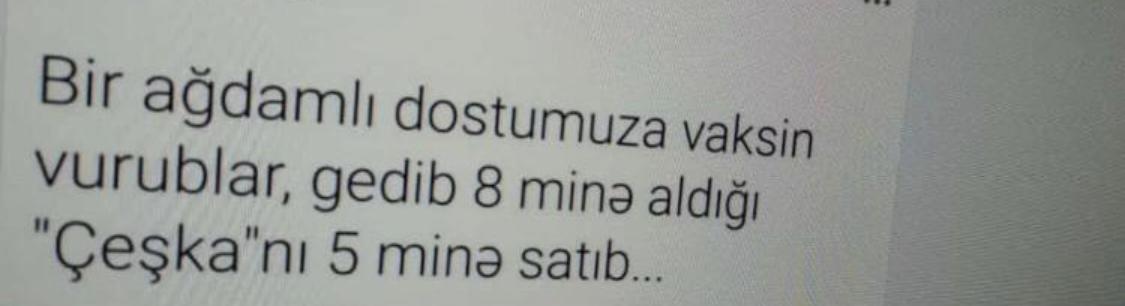 Bir ağdamlı dostumuza vaksin
vurublar, gedib 8 minə aldığı
"Çeşka"nı 5 minə satıb...